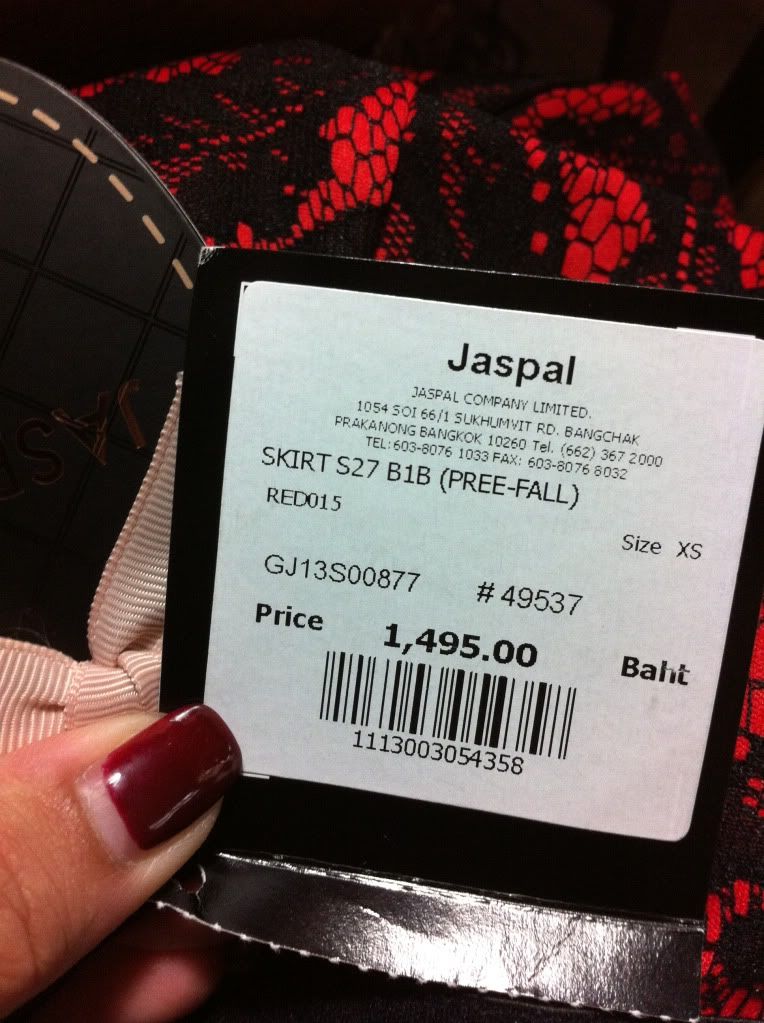 Jaspal
JASPAL COMPANY LIMITED.
1054 SOI 66/1 SUKHUMVIT RD. BANGCHAK
PRAKANONG BANGKOK 10260 Tel. (662) 367 2000
TEL: 603-8076 1033 FAX: 603-8076 8032
SKIRT S27 B1B (PREE-FALL)
RED015
Size XS
GJ13S00877 # 49537
Price 1,495.00 Baht
1113003054358
JASP